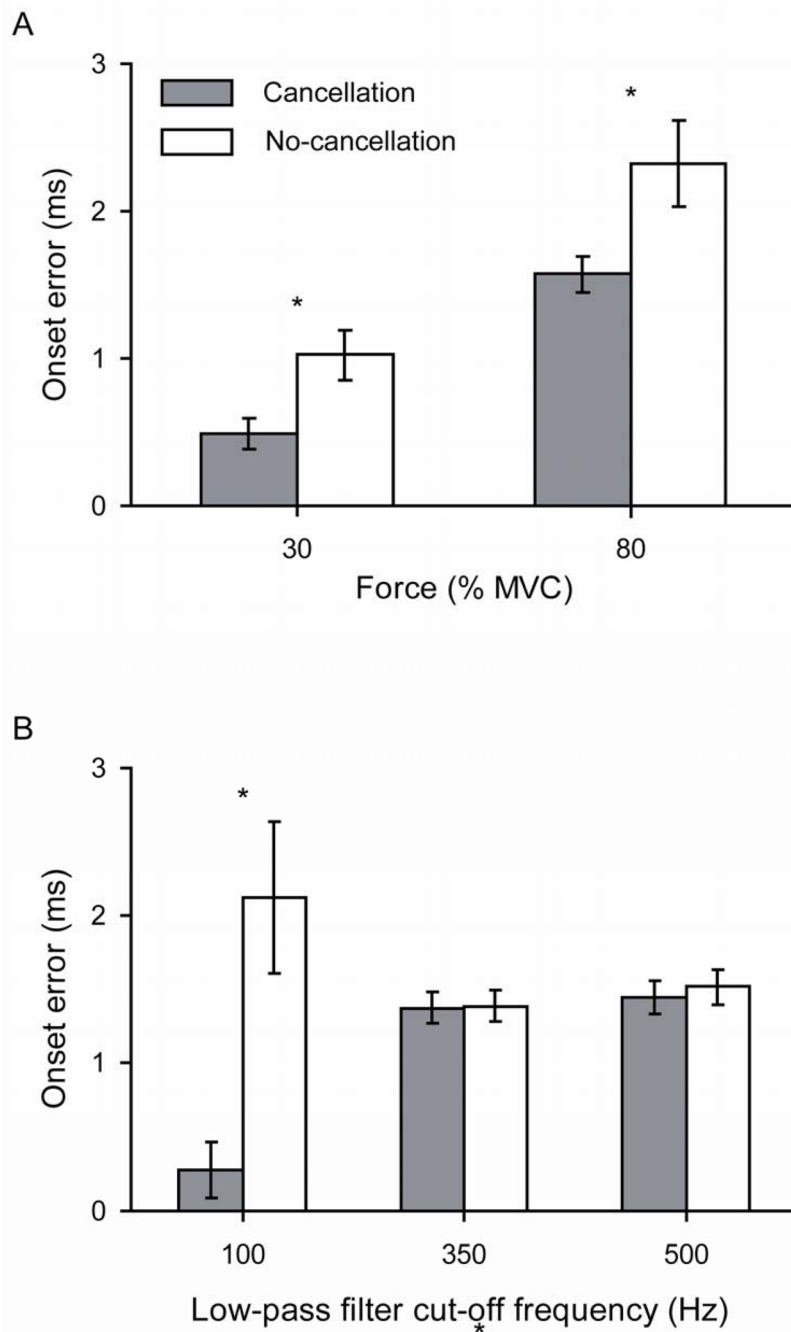 A
3
Cancellation
*
No-cancellation
2
Onset error (ms)
*
1
0
30 80
Force (% MVC)
B
3
*
2
Onset error (ms)
1
0
100 350 500
Low-pass filter cut-off frequency (Hz)
*